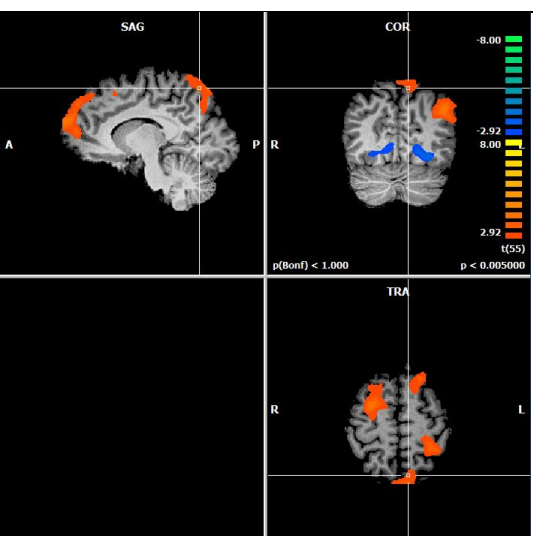 SAG
A
P
COR
R
-8.00
-2.92
8.00
2.92
t(55)
p(Bonf) < 1.000
p < 0.005000
TRA
R
L